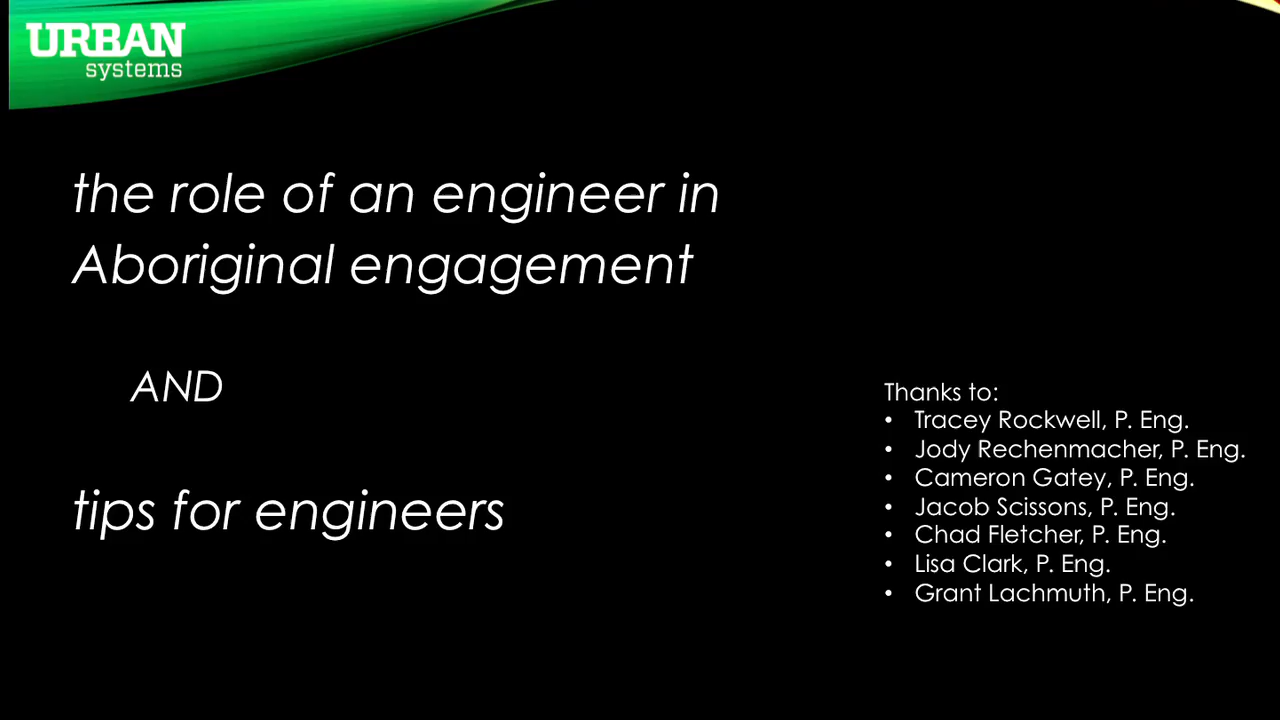 URBAN
systems
the role of an engineer in
Aboriginal engagement
AND
tips for engineers
Thanks to:
• Tracey Rockwell, P. Eng.
• Jody Rechenmacher, P. Eng.
• Cameron Gatey, P. Eng.
• Jacob Scissons, P. Eng.
• Chad Fletcher, P. Eng.
• Lisa Clark, P. Eng.
• Grant Lachmuth, P. Eng.